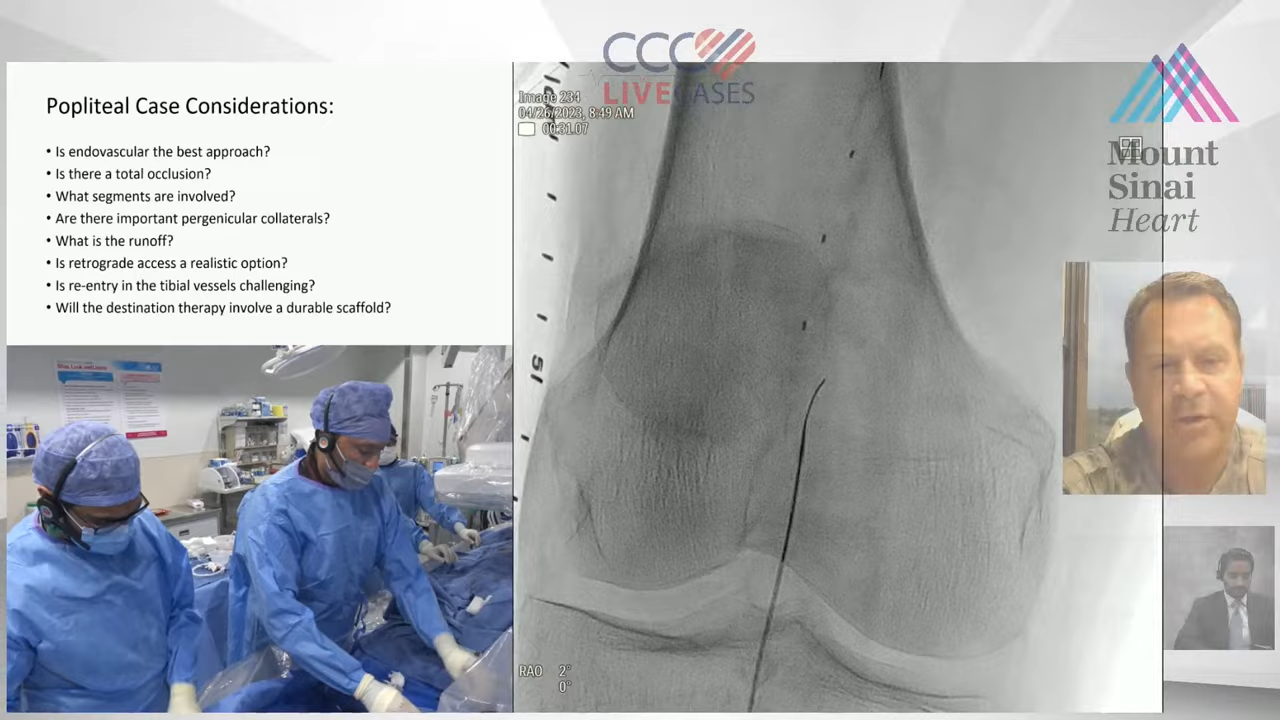 Popliteal Case Considerations:
• Is endovascular the best approach?
• Is there a total occlusion?
• What segments are involved?
• Are there important pergenicular collaterals?
• What is the runoff?
• Is retrograde access a realistic option?
• Is re-entry in the tibial vessels challenging?
• Will the destination therapy involve a durable scaffold?
CCC
LIVECASES
Image 234
04/26/2023, 8:49 AM
00:31.07
51
RAO 2°
0°
Mount
Sinai
Heart